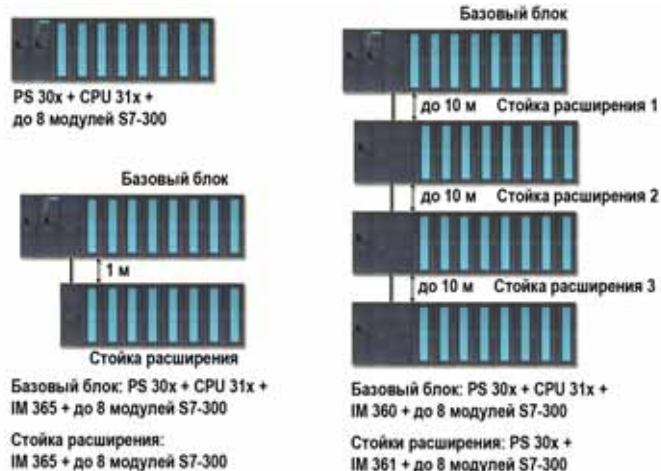 PS 30x + CPU 31x +
до 8 модулей S7-300
Базовый блок
1 м
Стойка расширения
Базовый блок: PS 30x + CPU 31x +
IM 365 + до 8 модулей S7-300
Стойка расширения:
IM 365 + до 8 модулей S7-300
Базовый блок
до 10 м Стойка расширения 1
до 10 м Стойка расширения 2
до 10 м Стойка расширения 3
Базовый блок: PS 30x + CPU 31x +
IM 360 + до 8 модулей S7-300
Стойки расширения: PS 30x +
IM 361 + до 8 модулей S7-300